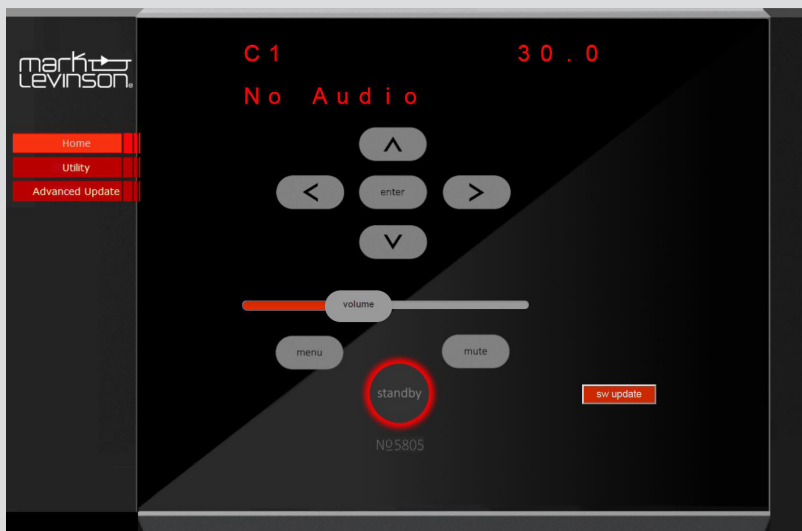 mark
Levinson®
C1 30.0
No Audio
Home
Utility
Advanced Update
enter
volume
menu mute
standby
sw update
Nº5805